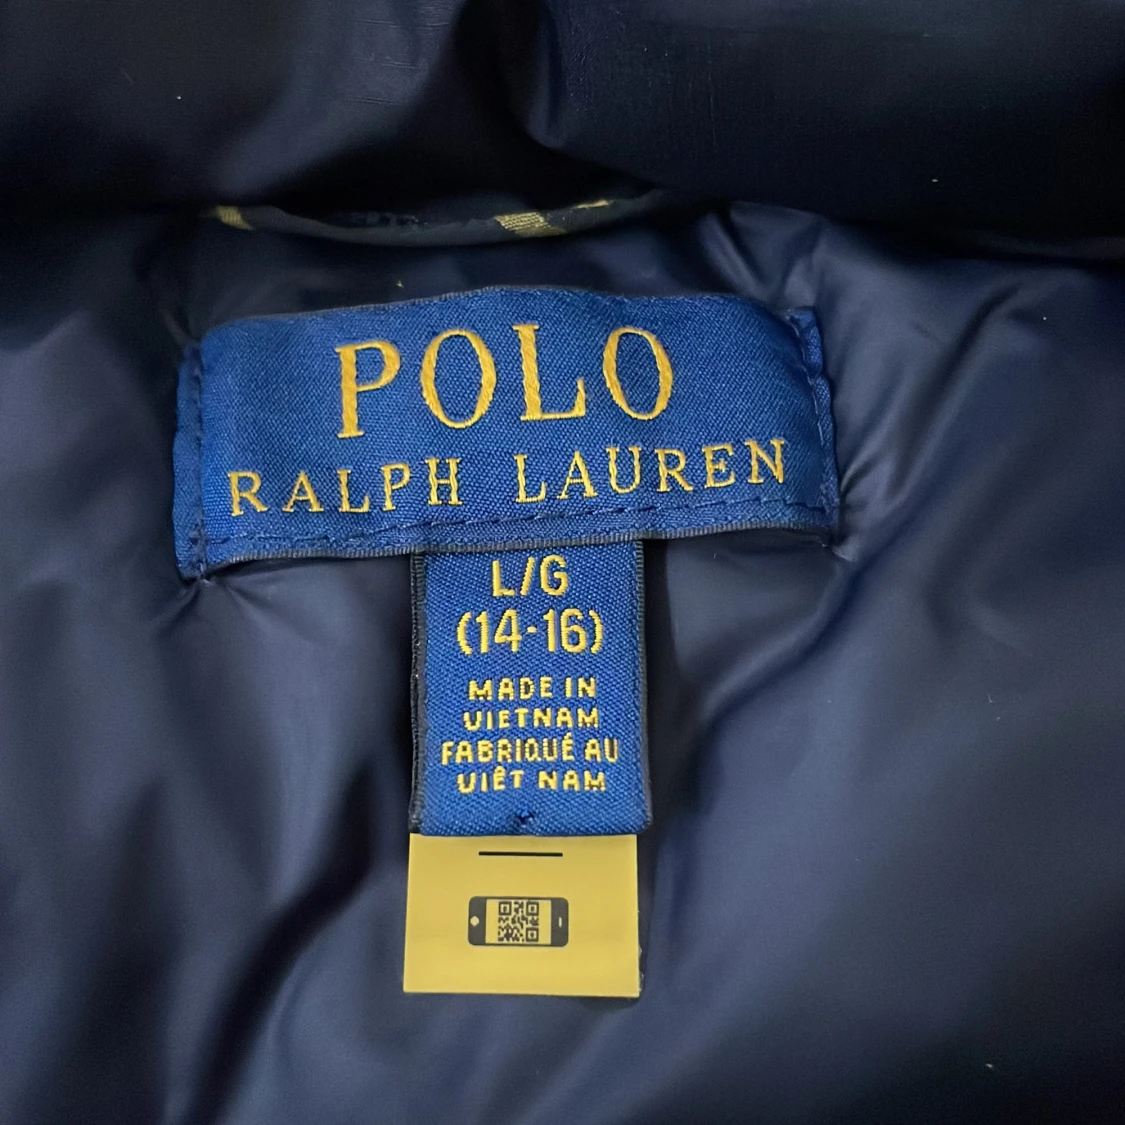 POLO
RALPH LAUREN
L/G
(14-16)
MADE IN
VIETNAM
FABRIQUÉ AU
VIÊT NAM